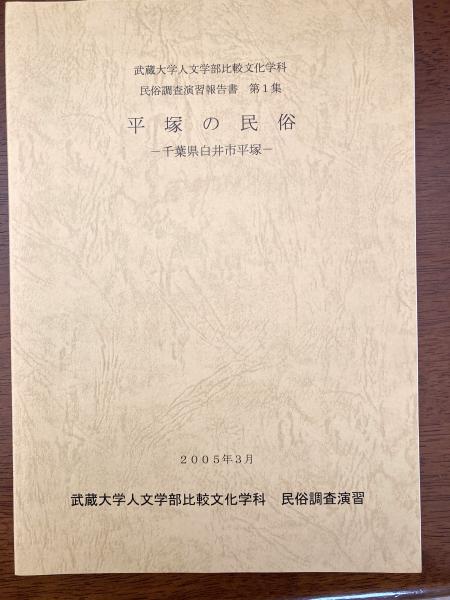 武蔵大学人文学部比較文化学科
民俗調査演習報告書　第１集
平塚の民俗
－千葉県白井市平塚－
２００５年３月
武蔵大学人文学部比較文化学科　民俗調査演習